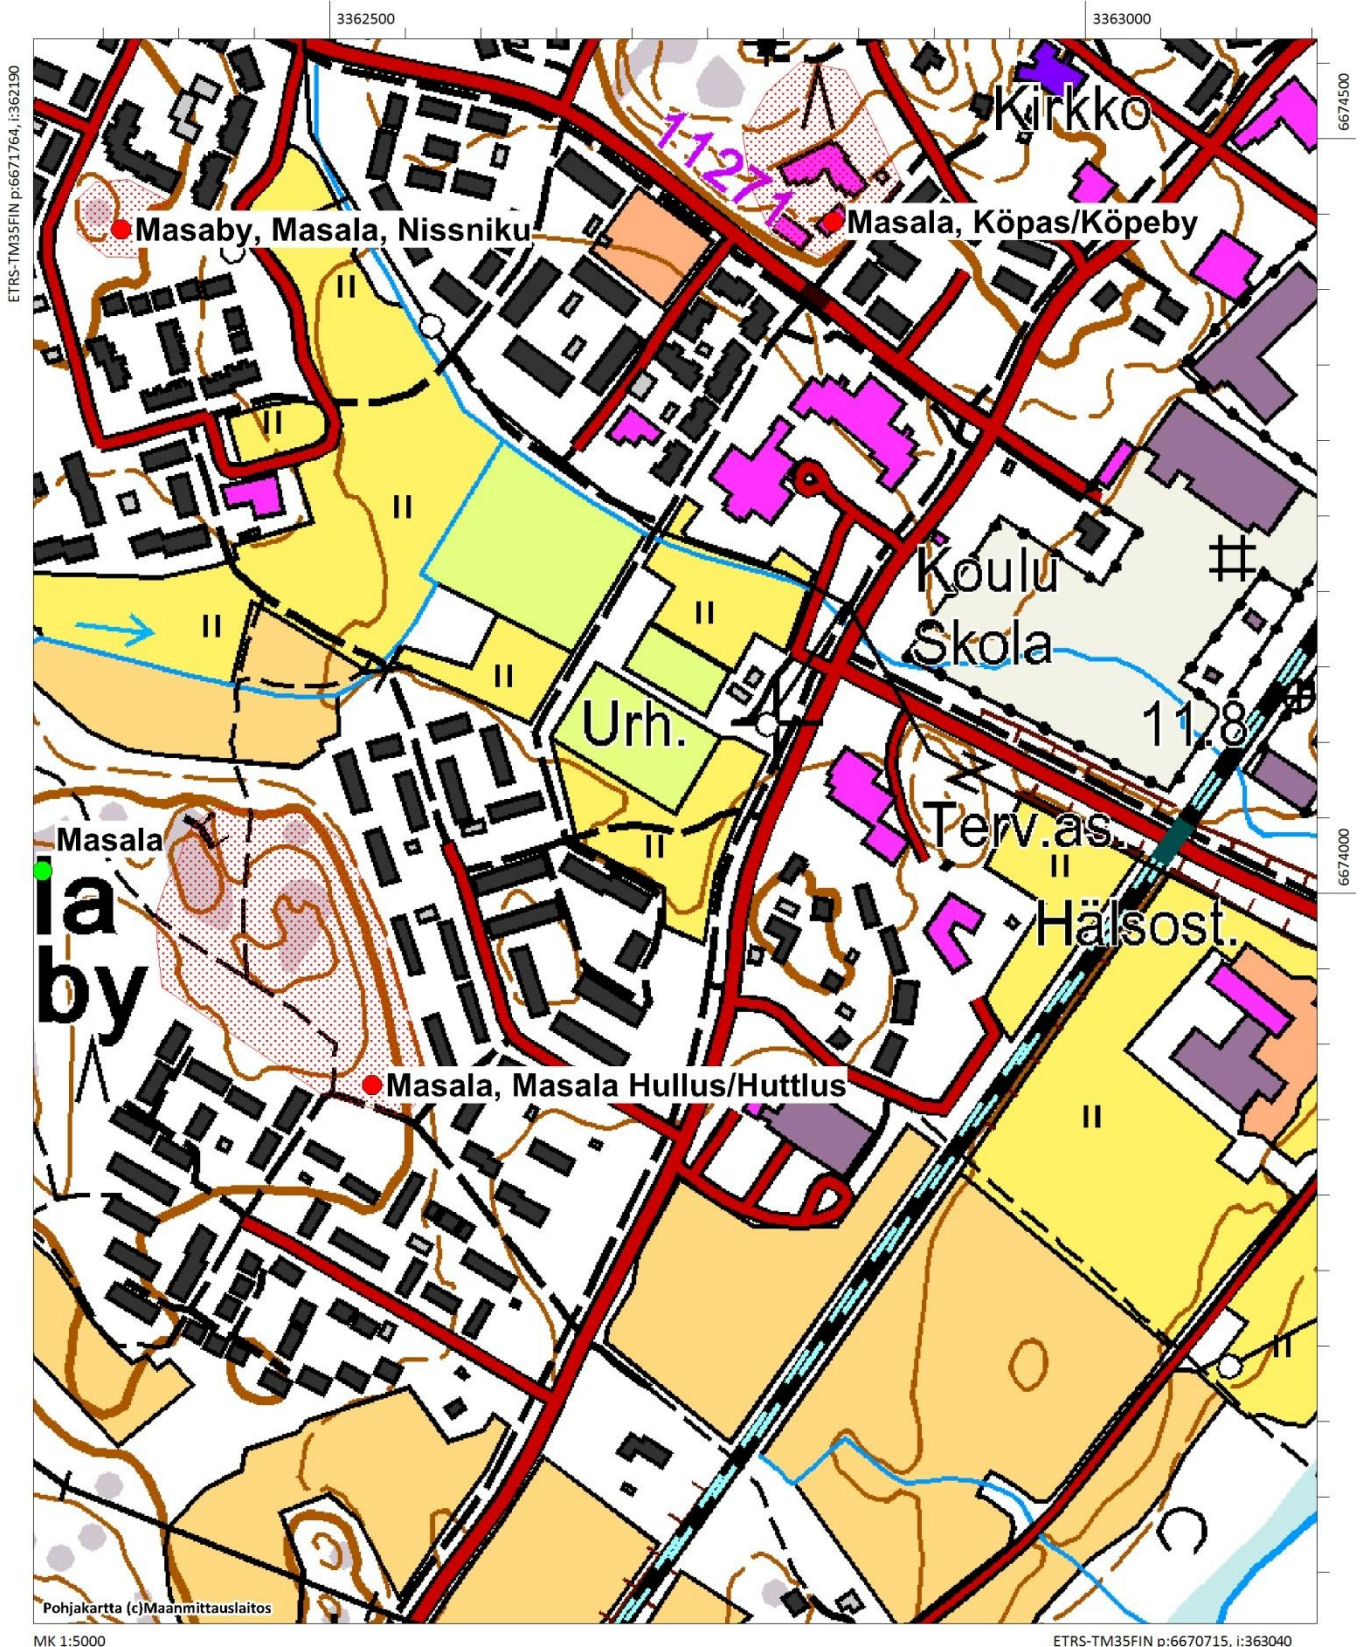 3362500
3363000
ETRS-TM35FIN p:6671764, i:362190
6674500
Kirkko
11271
Masaby, Masala, Nissniku
Masala, Köpas/Köpeby
II
II
II
Koulu
Skola
II
II
II
Urh.
11.8
Terv.as.
II
II
Masala
la
by
6674000
Hälsost.
Masala, Masala Hullus/Huttlus
II
II
Pohjakartta (c)Maanmittauslaitos
MK 1:5000
ETRS-TM35FIN p:6670715, i:363040